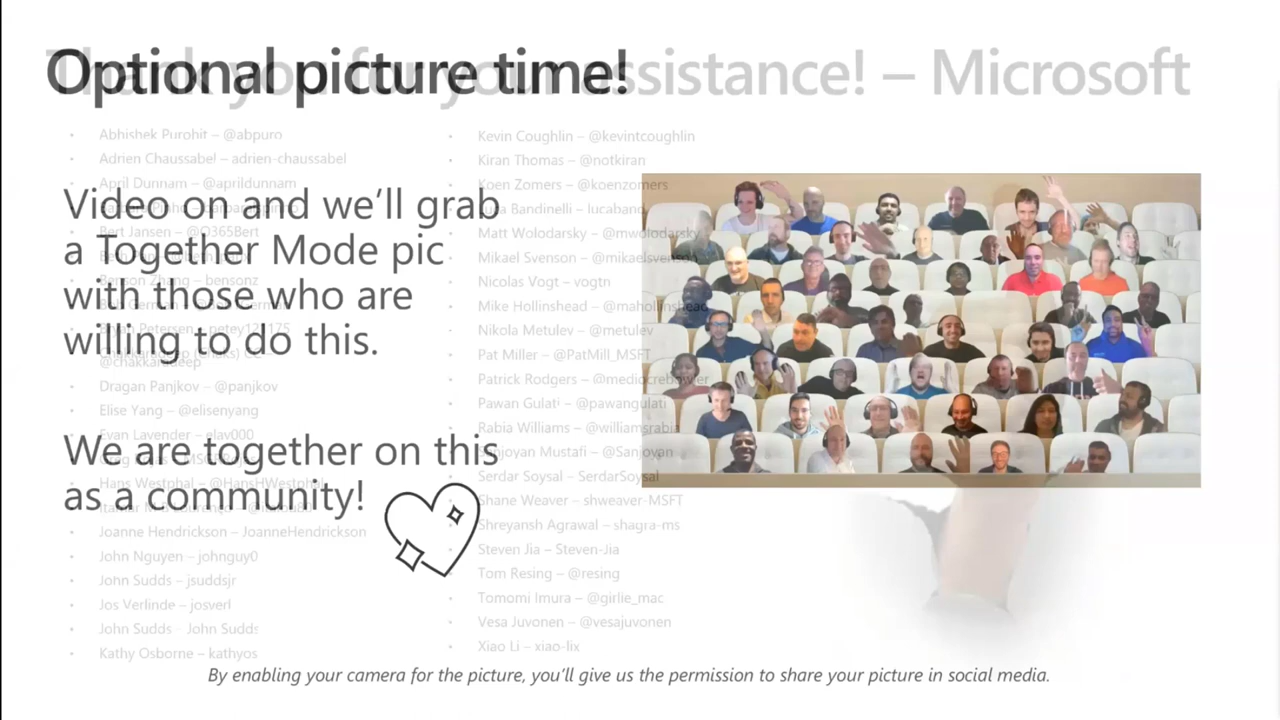 Optional picture time!
Thank you for your assistance! – Microsoft
Video on and we’ll grab
a Together Mode pic
with those who are
willing to do this.
We are together on this
as a community!
Abhishek Purohit – @abpuro
Adrien Chaussabel – adrien-chaussabel
April Dunnam – @aprildunnam
Bert Jansen – @O365Bert
Benson Zhang – bensonz
@chakkaradeep
Dragan Panjkov – @panjkov
Elise Yang – @elisenyang
Evan Lavender – elav000
Hans Westphal – @HansHWestphal
Joanne Hendrickson – JoanneHendrickson
John Nguyen – johnguy0
John Sudds – jsuddsjr
Jos Verlinde – josverl
John Sudds – John Sudds
Kathy Osborne – kathyos
Kevin Coughlin – @kevintcoughlin
Kiran Thomas – @notkiran
Koen Zomers – @koenzomers
Bandinelli – lucaband
Matt Wolodarsky – @mwolodarsky
Mikael Svenson – @mikaelsvenson
Nicolas Vogt – vogtn
Mike Hollinshead – @mahollinshead
Nikola Metulev – @metulev
Pat Miller – @PatMill_MSFT
Patrick Rodgers – @mediocrebowler
Pawan Gulati – @pawangulati
Rabia Williams – @williamsrabia
Sanjoyan Mustafi – @Sanjoyan
Serdar Soysal – SerdarSoysal
Shane Weaver – shweaver-MSFT
Shreyansh Agrawal – shagra-ms
Steven Jia – Steven-Jia
Tom Resing – @resing
Tomomi Imura – @girlie_mac
Vesa Juvonen – @vesajuvonen
Xiao Li – xiao-lix
By enabling your camera for the picture, you’ll give us the permission to share your picture in social media.